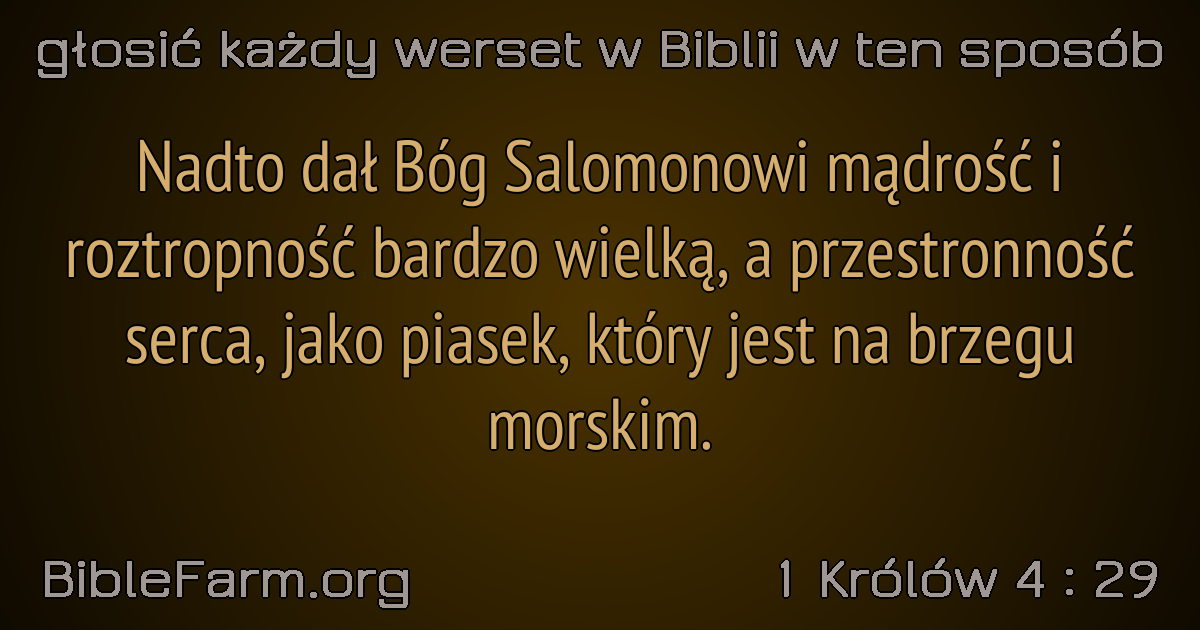 głosić każdy werset w Biblii w ten sposób
Nadto dał Bóg Salomonowi mądrość i
roztropność bardzo wielką, a przestronność
serca, jako piasek, który jest na brzegu
morskim.
BibleFarm.org
1 Królów 4 : 29